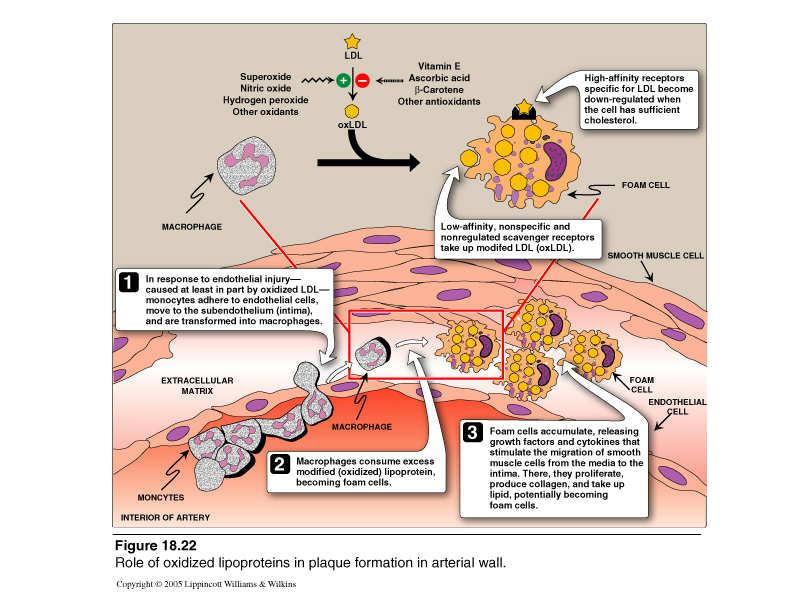 LDL
Superoxide
Nitric oxide
Hydrogen peroxide
Other oxidants
+
–
Vitamin E
Ascorbic acid
β-Carotene
Other antioxidants
oxLDL
High-affinity receptors
specific for LDL become
down-regulated when
the cell has sufficient
cholesterol.
FOAM CELL
MACROPHAGE
Low-affinity, nonspecific and
nonregulated scavenger receptors
take up modifed LDL (oxLDL).
SMOOTH MUSCLE CELL
1
In response to endothelial injury—
caused at least in part by oxidized LDL—
monocytes adhere to endothelial cells,
move to the subendothelium (intima),
and are transformed into macrophages.
EXTRACELLULAR
MATRIX
FOAM
CELL
ENDOTHELIAL
CELL
MACROPHAGE
2
Macrophages consume excess
modified (oxidized) lipoprotein,
becoming foam cells.
3
Foam cells accumulate, releasing
growth factors and cytokines that
stimulate the migration of smooth
muscle cells from the media to the
intima. There, they proliferate,
produce collagen, and take up
lipid, potentially becoming
foam cells.
MONCYTES
INTERIOR OF ARTERY
Figure 18.22
Role of oxidized lipoproteins in plaque formation in arterial wall.
Copyright © 2005 Lippincott Williams & Wilkins